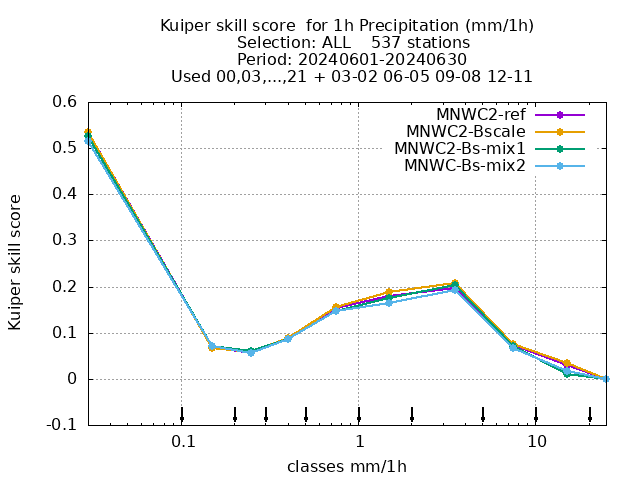 Kuiper skill score  for 1h Precipitation (mm/1h)
Selection: ALL    537 stations
Period: 20240601-20240630
Used 00,03,...,21 + 03-02 06-05 09-08 12-11
0.6
0.5
0.4
0.3
0.2
0.1
0
-0.1
Kuiper skill score
MNWC2-ref
MNWC2-Bscale
MNWC2-Bs-mix1
MNWC-Bs-mix2
0.1
1
10
classes mm/1h